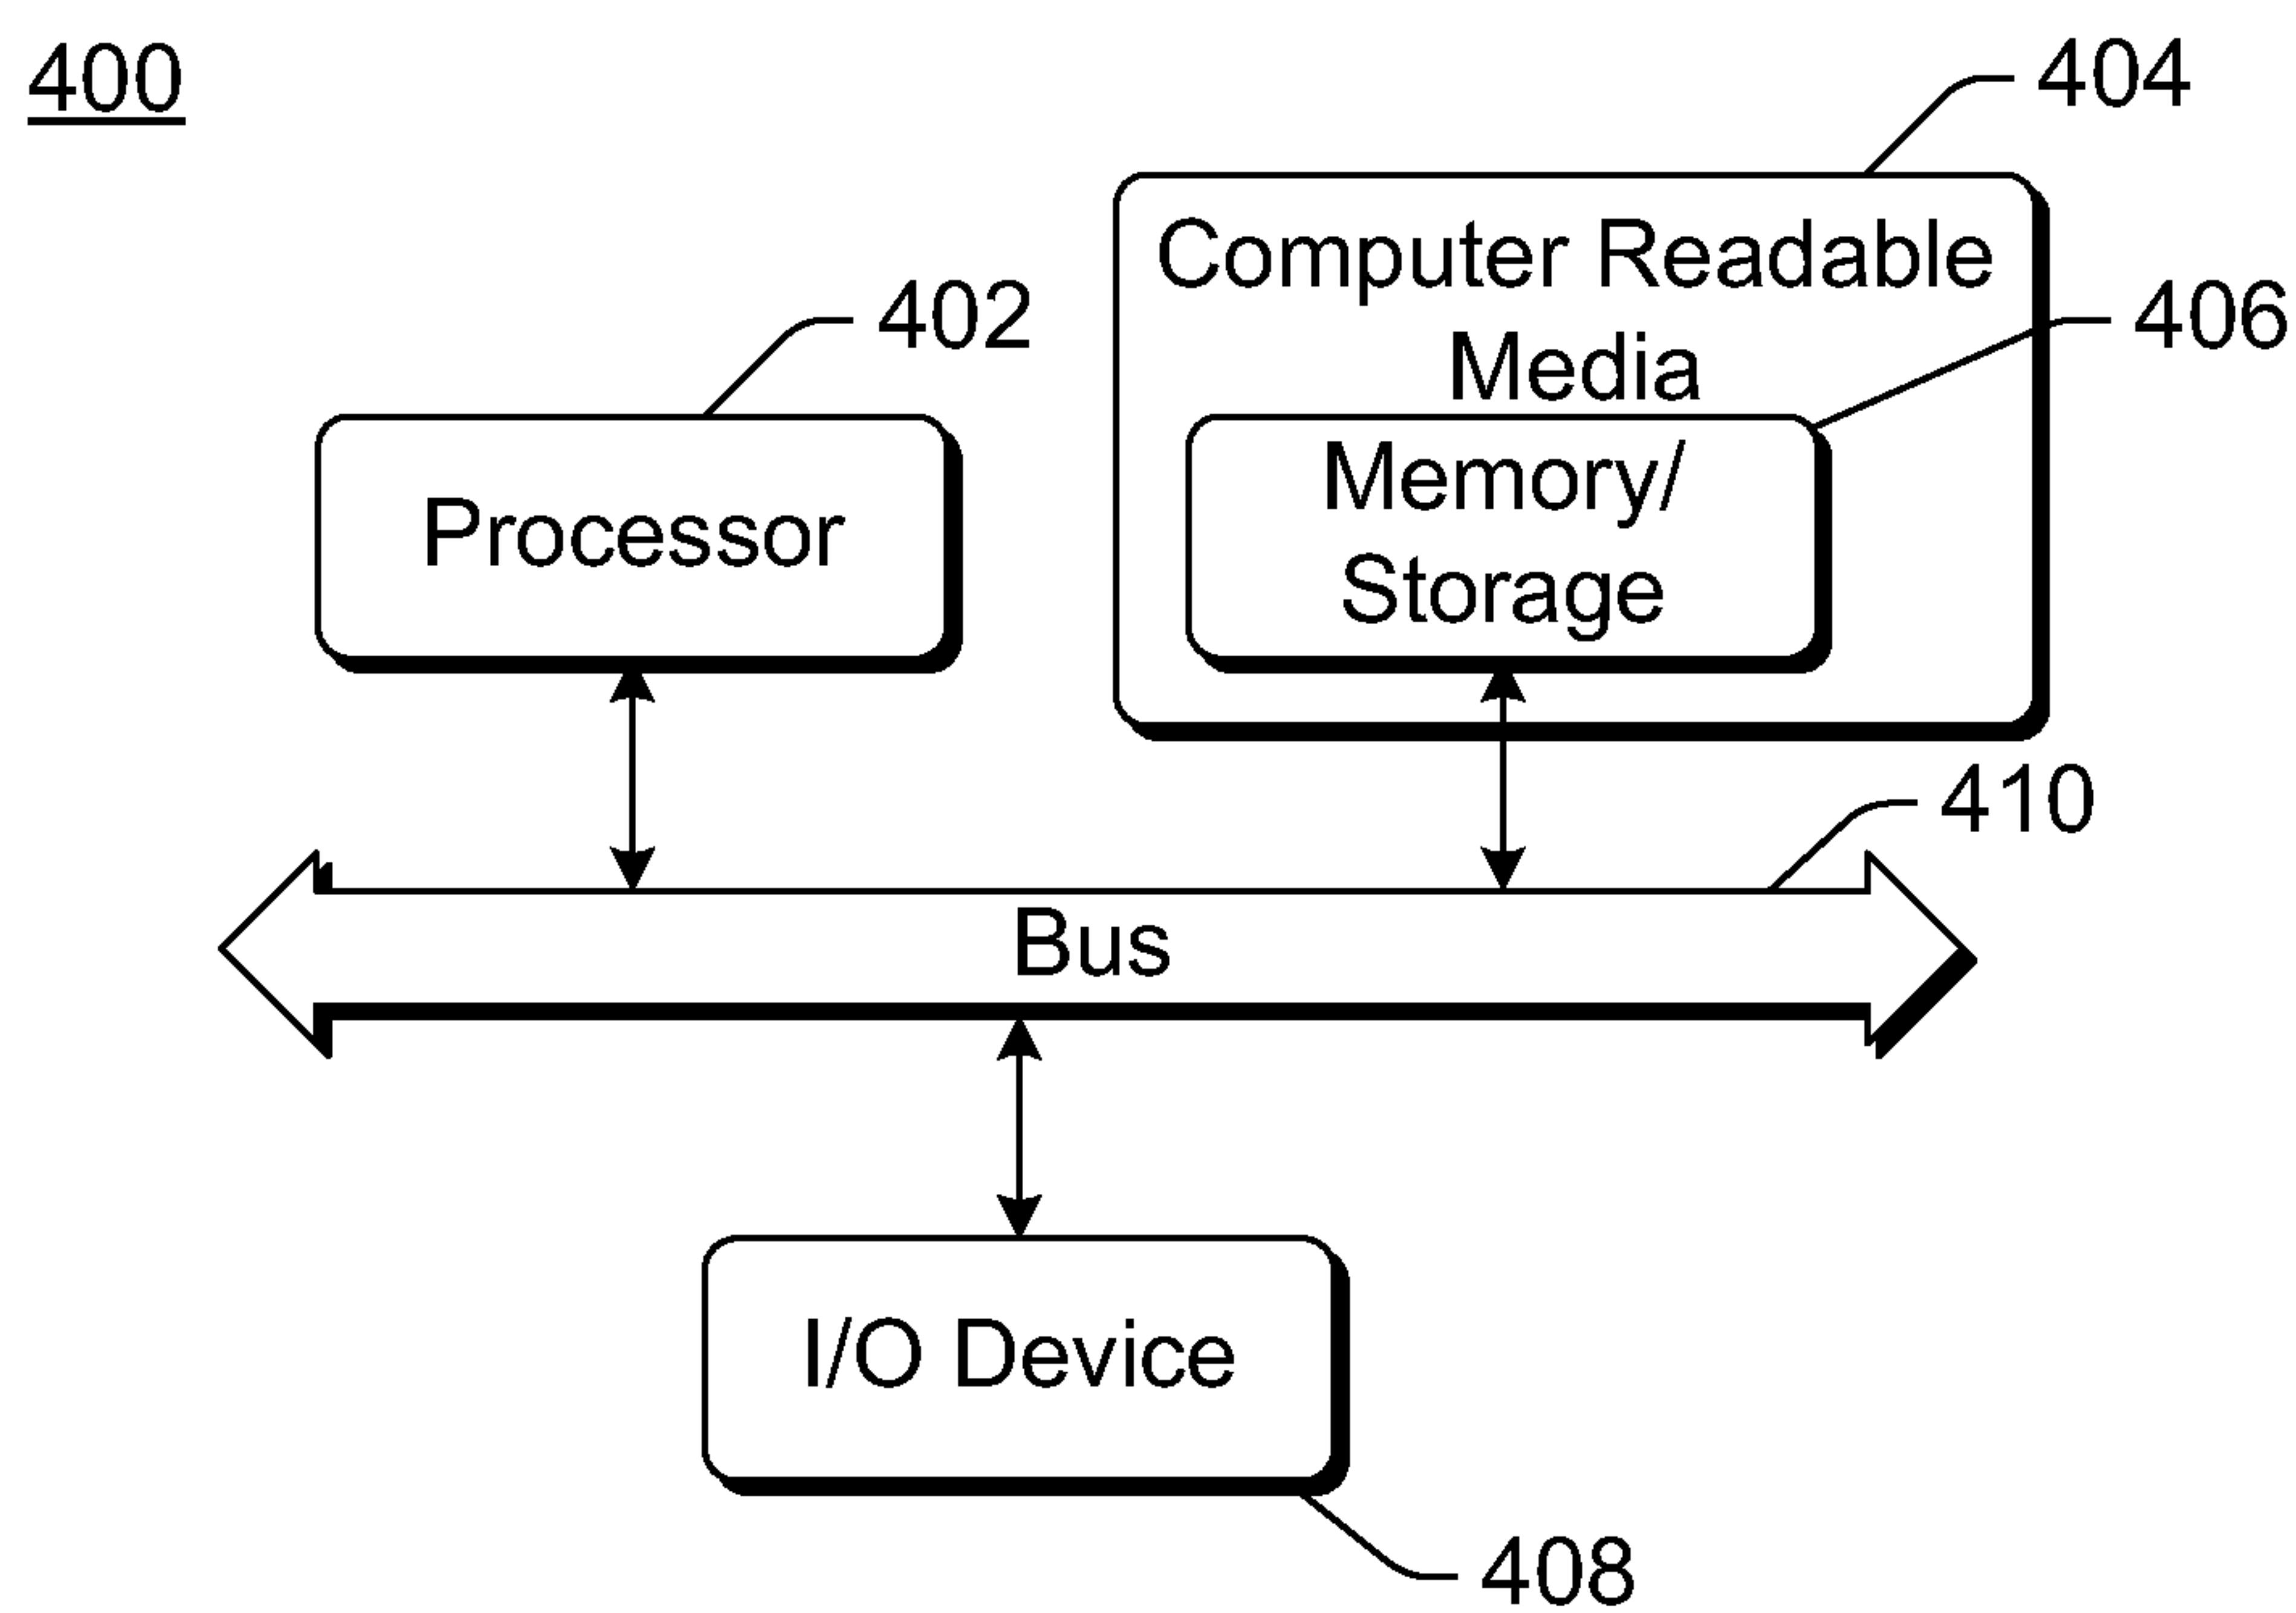 400
404
Computer Readable
Media
402
406
Processor
Memory/
Storage
410
Bus
I/O Device
408